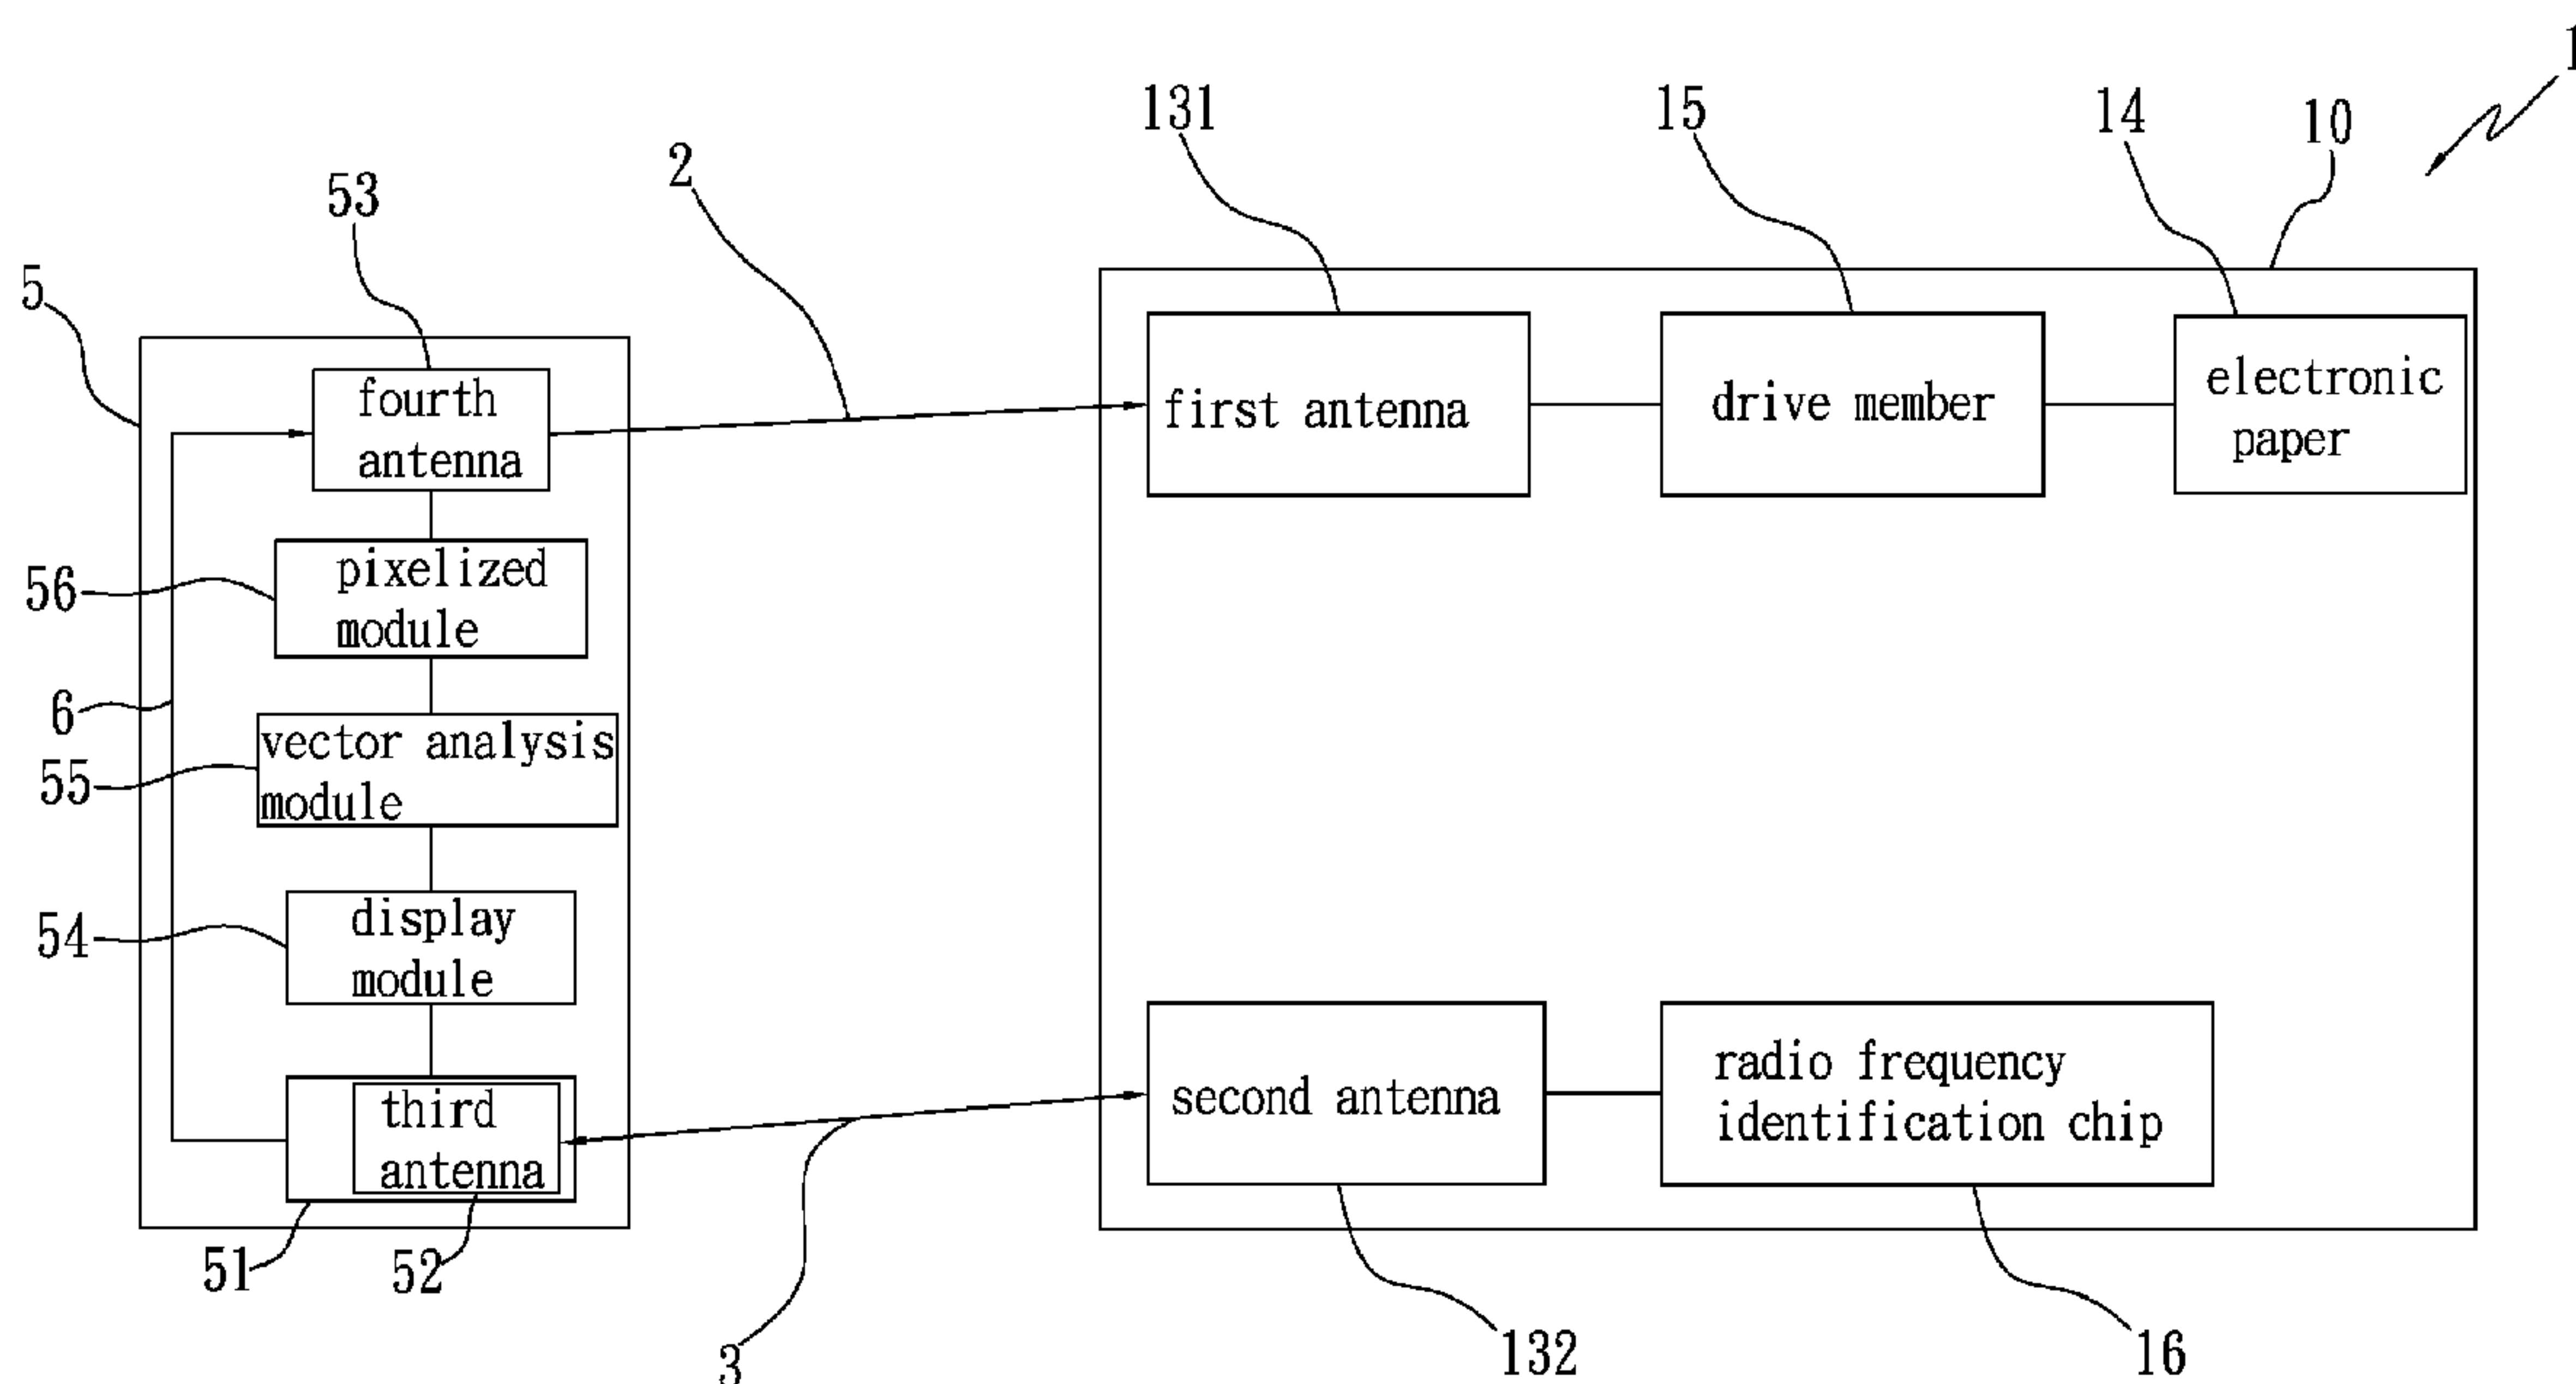 1
131
15
14
10
2
53
5
fourth
antenna
first antenna
drive member
electronic
paper
56
pixelized
module
6
vector analysis
module
55
display
module
54
third
antenna
second antenna
radio frequency
identification chip
51
52
3
132
16